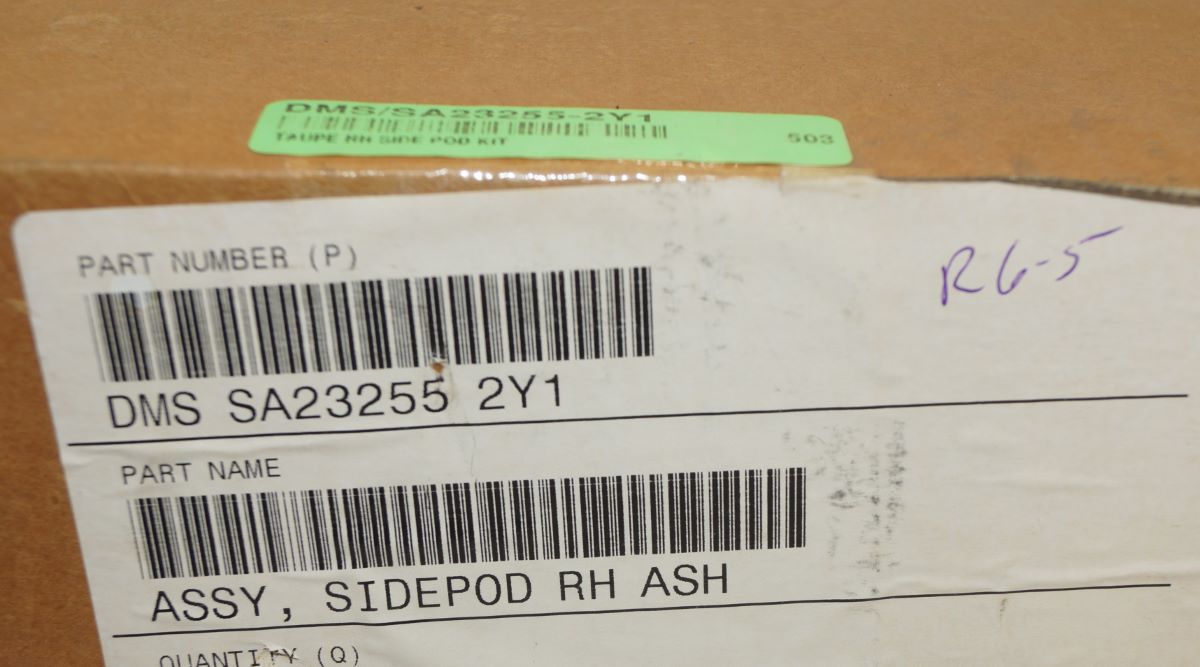 DMS/SA23255-2Y1
TAUPE RH SIDE POD KIT
503
PART NUMBER (P)
R6-5
DMS SA23255 2Y1
PART NAME
ASSY, SIDEPOD RH ASH
QUANTITY (Q)